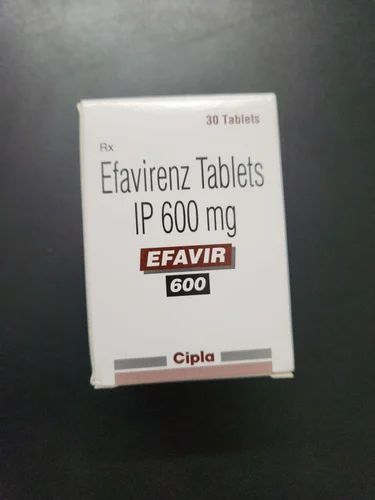 30 Tablets
Rx
Efavirenz Tablets
IP 600 mg
EFAVIR
600
Cipla